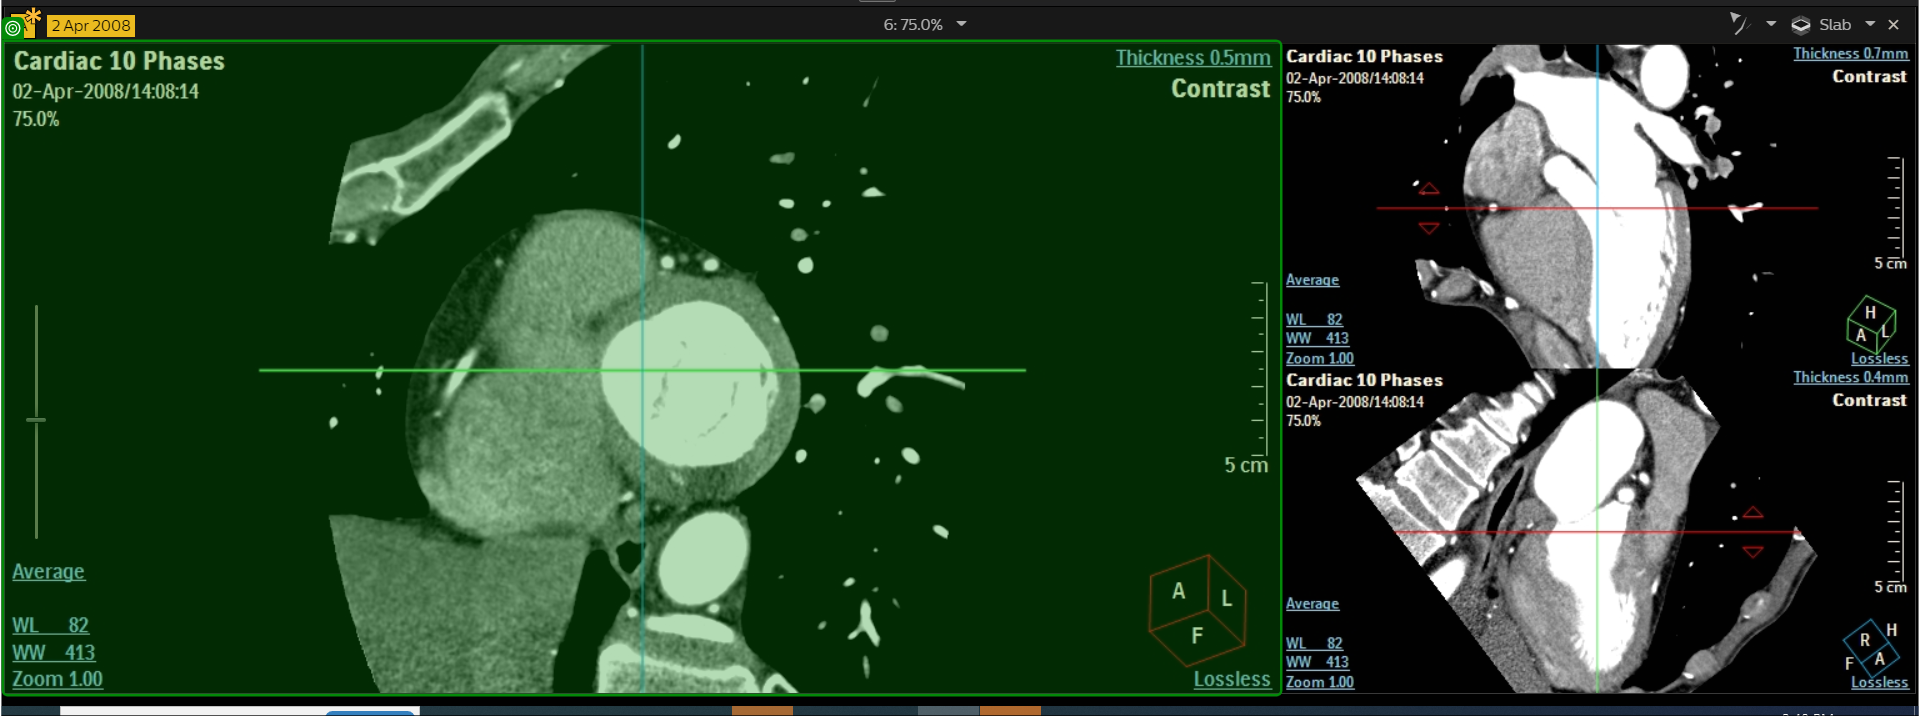 2 Apr 2008
6: 75.0%
Slab
Cardiac 10 Phases
02-Apr-2008/14:08:14
75.0%
Thickness 0.5mm
Contrast
5 cm
Average
WL 82
WW 413
Zoom 1.00
A
L
F
Lossless
Cardiac 10 Phases
02-Apr-2008/14:08:14
75.0%
Thickness 0.7mm
Contrast
5 cm
Average
WL 82
WW 413
Zoom 1.00
H
A
L
Lossless
Cardiac 10 Phases
02-Apr-2008/14:08:14
75.0%
Thickness 0.4mm
Contrast
5 cm
Average
WL 82
WW 413
Zoom 1.00
H
R
F
A
Lossless